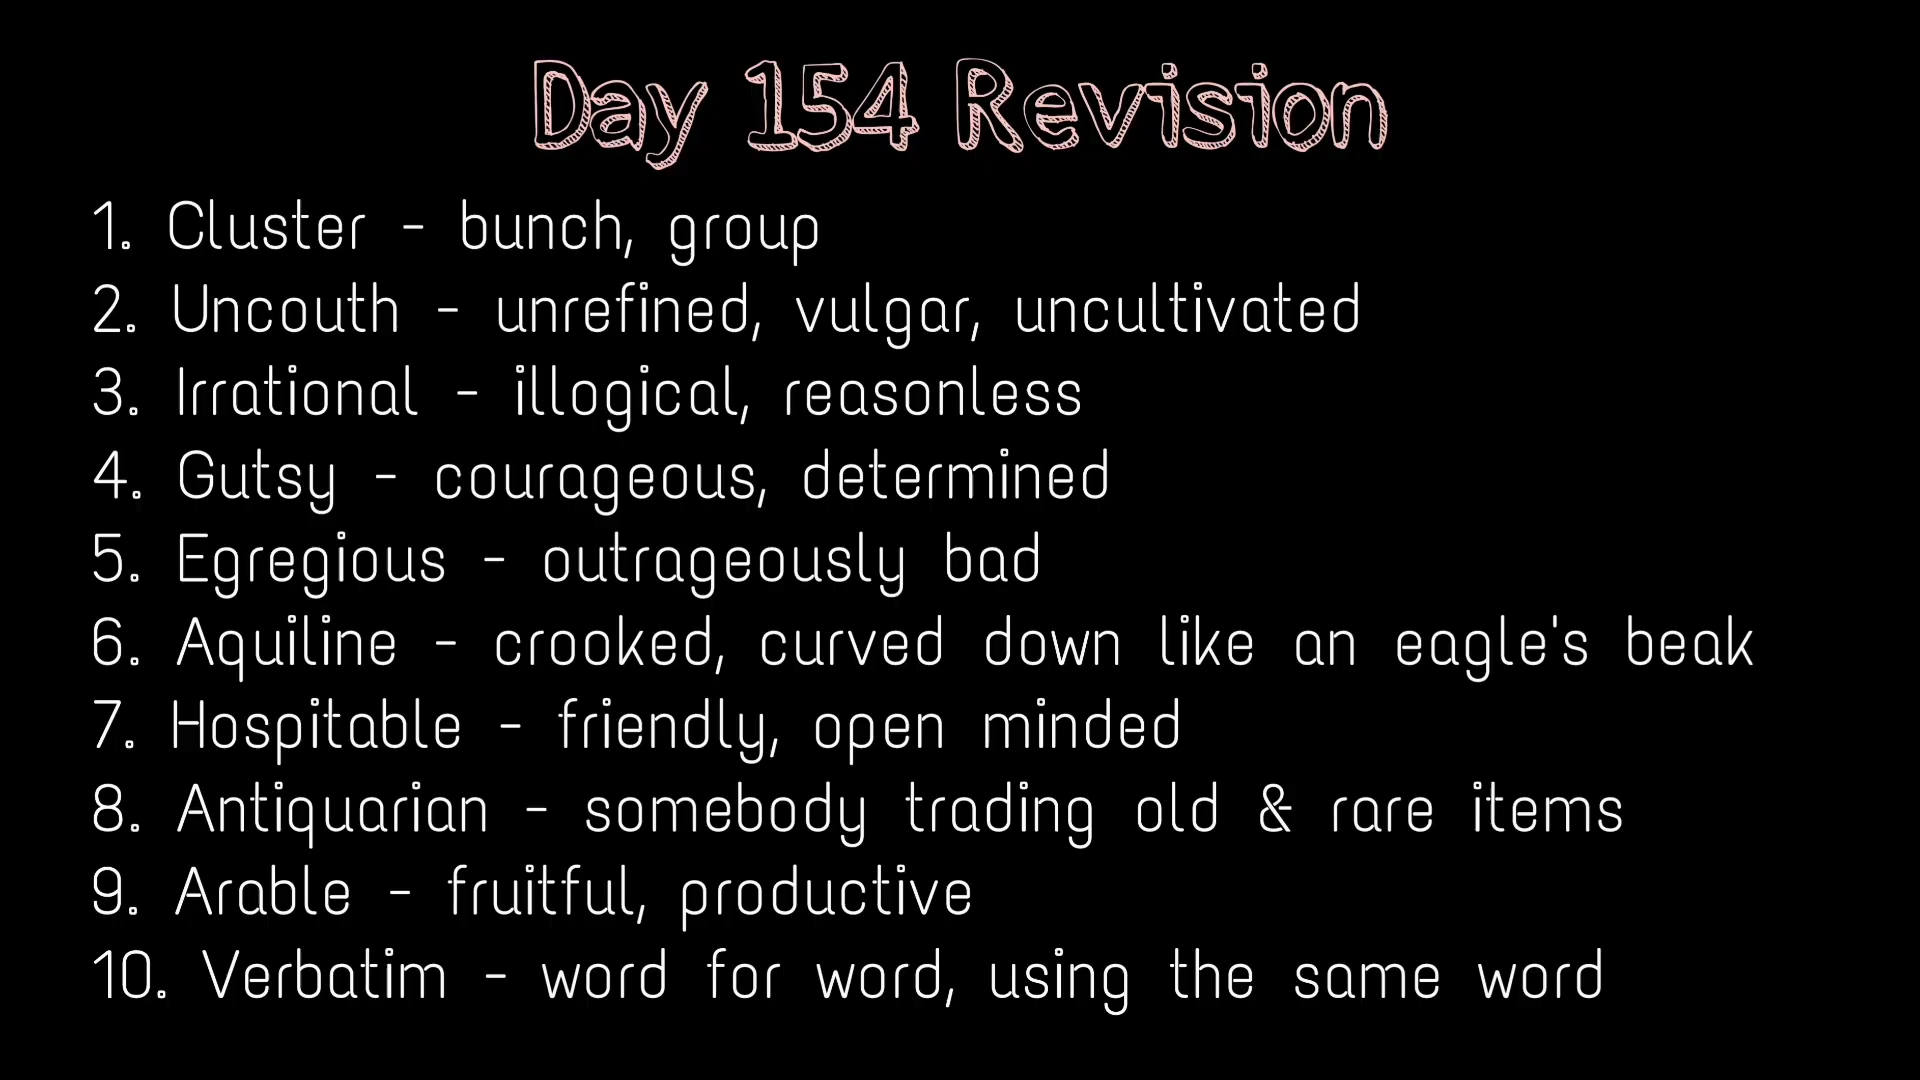 Day 154 Revision
1. Cluster - bunch, group
2. Uncouth - unrefined, vulgar, uncultivated
3. Irrational - illogical, reasonless
4. Gutsy - courageous, determined
5. Egregious - outrageously bad
6. Aquiline - crooked, curved down like an eagle's beak
7. Hospitable - friendly, open minded
8. Antiquarian - somebody trading old & rare items
9. Arable - fruitful, productive
10. Verbatim - word for word, using the same word